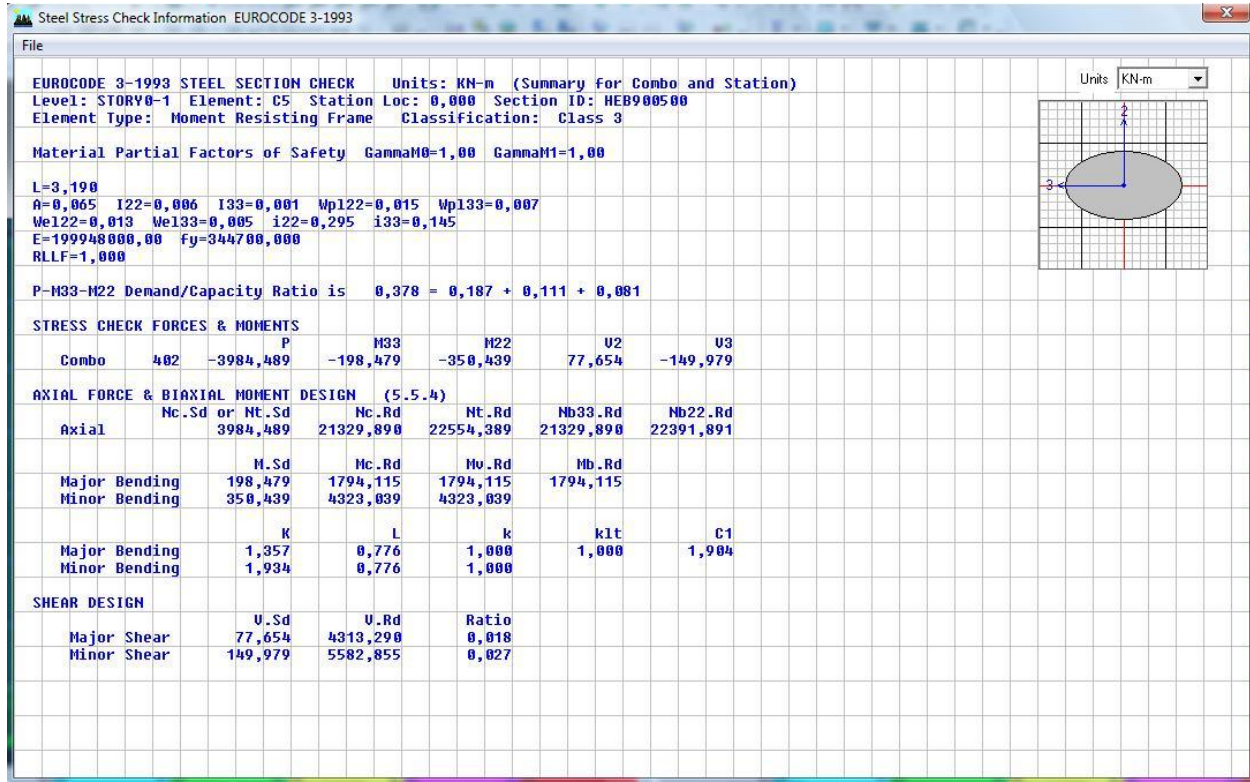 Steel Stress Check Information EUROCODE 3-1993
File
Units KN-m
EUROCODE 3-1993 STEEL SECTION CHECK Units: KN-m (Summary for Combo and Station)
Level: STORY0-1 Element: C5 Station Loc: 0,000 Section ID: HEB900500
Element Type: Moment Resisting Frame Classification: Class 3
Material Partial Factors of Safety GammaM0=1,00 GammaM1=1,00
L=3,190
A=0,065 I22=0,006 I33=0,001 Wpl22=0,015 Wpl33=0,007
Wel22=0,013 Wel33=0,005 i22=0,295 i33=0,145
E=199948000,00 fy=344700,000
RLLF=1,000
P-M33-M22 Demand/Capacity Ratio is 0,378 = 0,187 + 0,111 + 0,081
STRESS CHECK FORCES & MOMENTS
P M33 M22 V2 V3
Combo 402 -3984,489 -198,479 -350,439 77,654 -149,979
AXIAL FORCE & BIAXIAL MOMENT DESIGN (5.5.4)
Nc.Sd or Nt.Sd Nc.Rd Nt.Rd Nb33.Rd Nb22.Rd
Axial 3984,489 21329,890 22554,389 21329,890 22391,891
M.Sd Mc.Rd Mv.Rd Mb.Rd
Major Bending 198,479 1794,115 1794,115 1794,115
Minor Bending 350,439 4323,039 4323,039
K L k klt C1
Major Bending 1,357 0,776 1,000 1,000 1,904
Minor Bending 1,934 0,776 1,000
SHEAR DESIGN
V.Sd V.Rd Ratio
Major Shear 77,654 4313,290 0,018
Minor Shear 149,979 5582,855 0,027
2
3